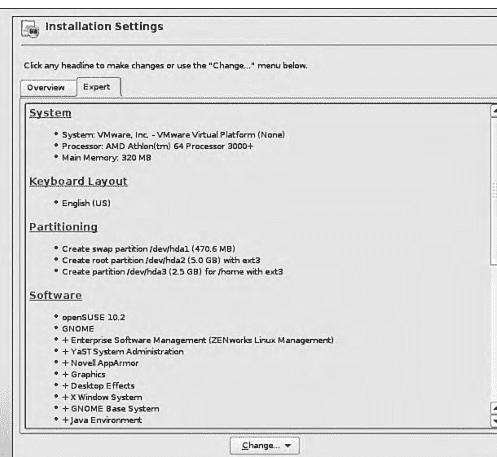 Installation Settings
Click any headline to make changes or use the "Change..." menu below.
Overview Expert
System
• System: VMware, Inc. - VMware Virtual Platform (None)
• Processor: AMD Athlon(tm) 64 Processor 3000+
• Main Memory: 320 MB
Keyboard Layout
• English (US)
Partitioning
• Create swap partition /dev/hda1 (470.6 MB)
• Create root partition /dev/hda2 (5.0 GB) with ext3
• Create partition /dev/hda3 (2.5 GB) for /home with ext3
Software
• openSUSE 10.2
• GNOME
• + Enterprise Software Management (ZENworks Linux Management)
• + YaST System Administration
• + Novell AppArmor
• + Graphics
• + Desktop Effects
• + X Window System
• + GNOME Base System
• + Java Environment
Change...